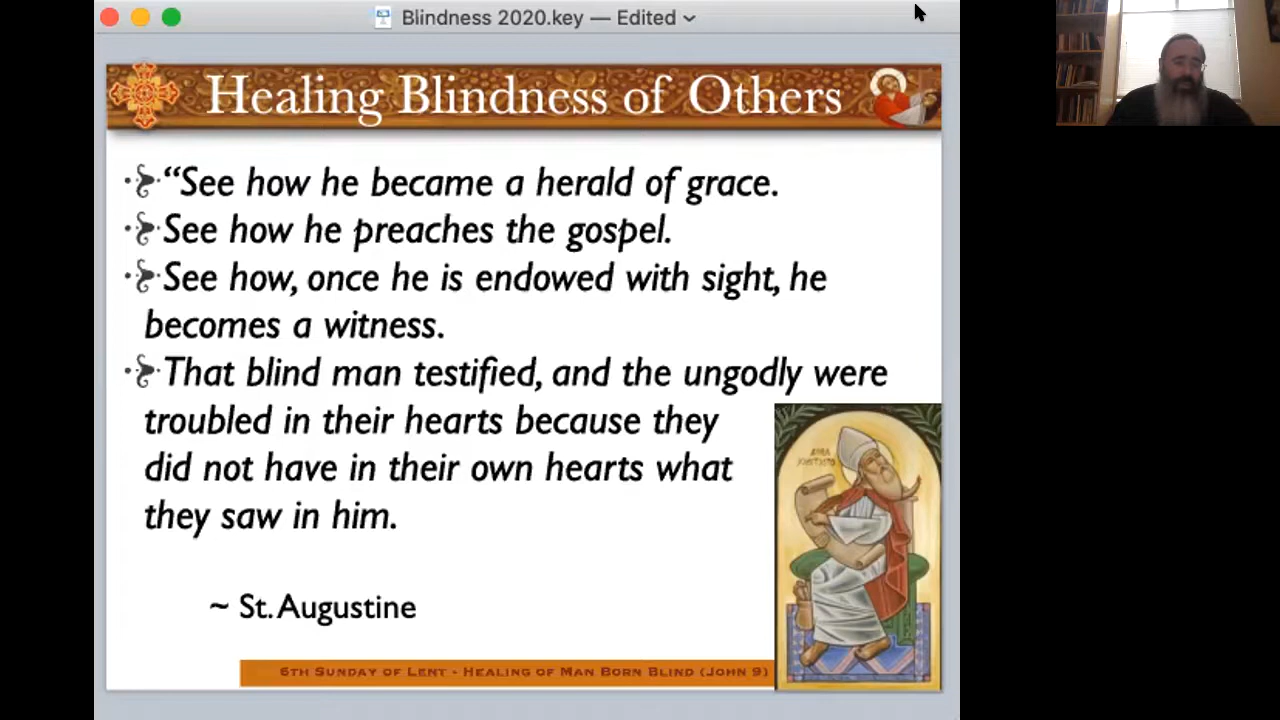 Blindness 2020.key — Edited
Healing Blindness of Others
“See how he became a herald of grace.
See how he preaches the gospel.
See how, once he is endowed with sight, he
becomes a witness.
That blind man testified, and the ungodly were
troubled in their hearts because they
did not have in their own hearts what
they saw in him.
~ St. Augustine
6th Sunday of Lent - Healing of Man Born Blind (John 9)